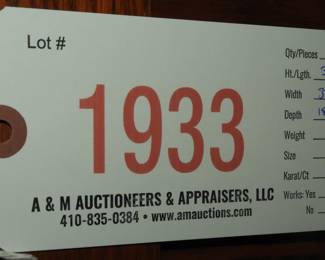 Lot #
1933
A & M AUCTIONEERS & APPRAISERS, LLC
410-835-0384 • www.amauctions.com
Qty/Pieces
Ht./Lgth.
Width
Depth
Weight
Size
Karat/Ct
Works: Yes
No